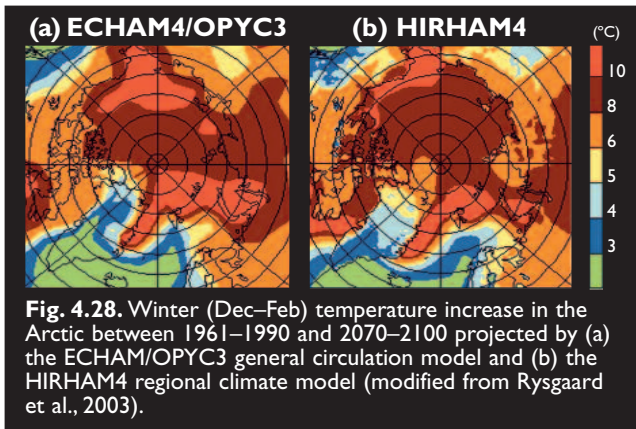 (a) ECHAM4/OPYC3
(b) HIRHAM4
(°C)
10
8
6
5
4
3
Fig. 4.28. Winter (Dec–Feb) temperature increase in the
Arctic between 1961–1990 and 2070–2100 projected by (a)
the ECHAM/OPYC3 general circulation model and (b) the
HIRHAM4 regional climate model (modified from Rysgaard
et al., 2003).